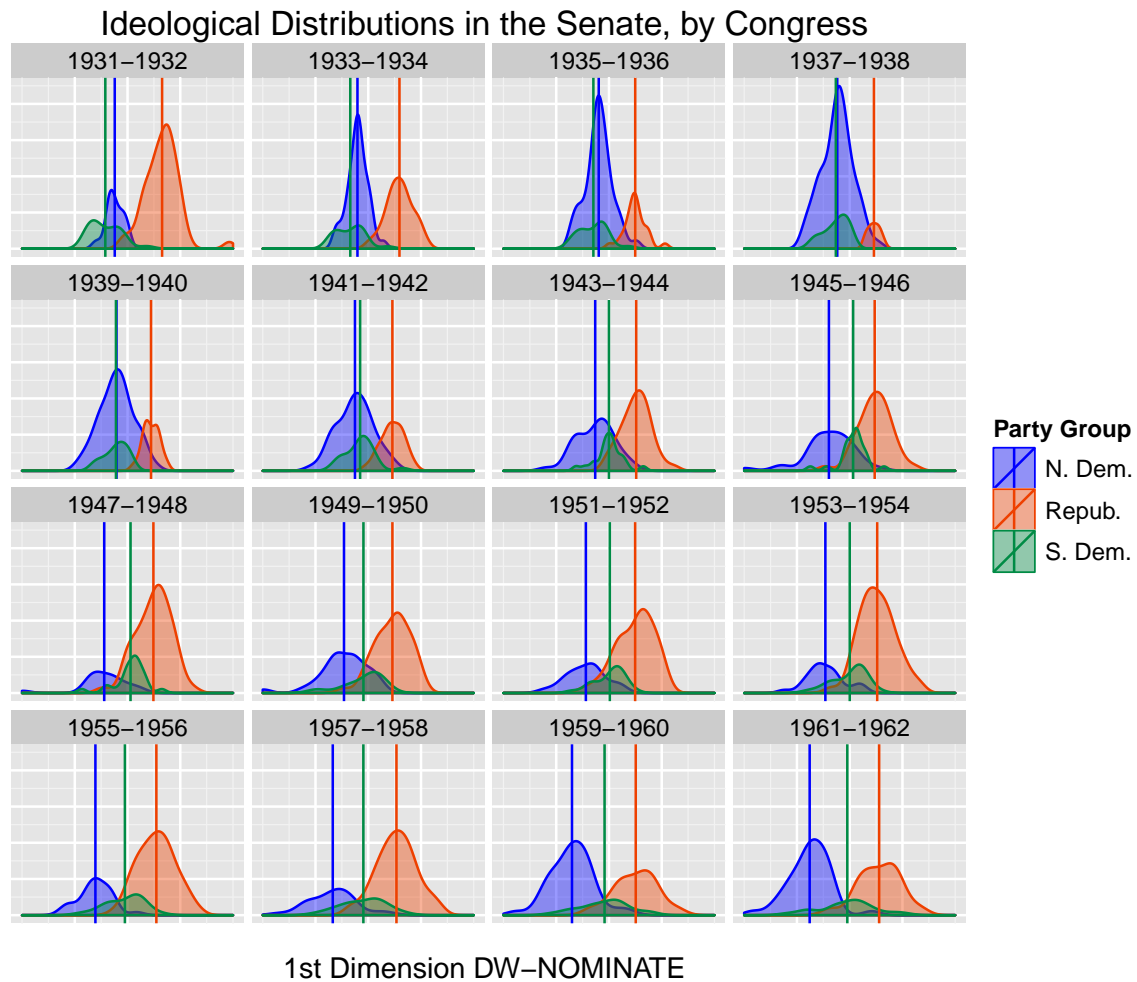 Ideological Distributions in the Senate, by Congress
1931−1932
1933−1934
1935−1936
1937−1938
1939−1940
1941−1942
1943−1944
1945−1946
1947−1948
1949−1950
1951−1952
1953−1954
1955−1956
1957−1958
1959−1960
1961−1962
Party Group
N. Dem.
Repub.
S. Dem.
1st Dimension DW−NOMINATE